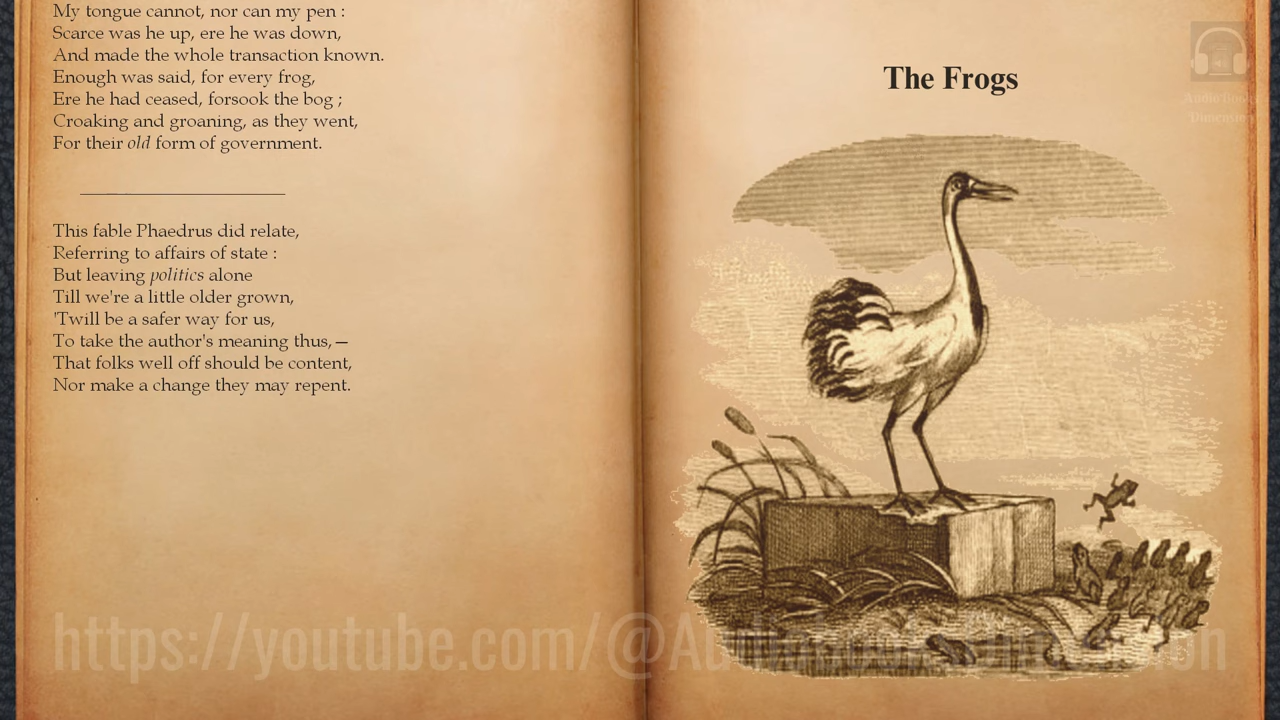 My tongue cannot, nor can my pen :
Scarce was he up, ere he was down,
And made the whole transaction known.
Enough was said, for every frog,
Ere he had ceased, forsook the bog ;
Croaking and groaning, as they went,
For their old form of government.
This fable Phaedrus did relate,
Referring to affairs of state :
But leaving politics alone
Till we're a little older grown,
'Twill be a safer way for us,
To take the author's meaning thus, —
That folks well off should be content,
Nor make a change they may repent.
The Frogs
Audio Books
Dimension
https://youtube.com/@AudioBooksDimension